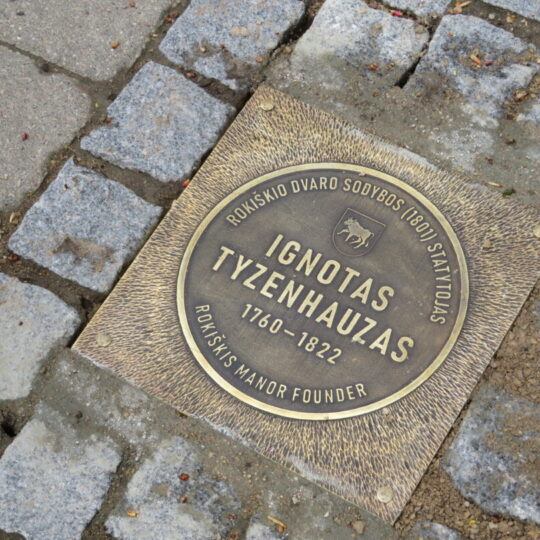 ROKIŠKIO DVARO SODYBOS (1801) STATYTOJAS
IGNOTAS
TYZENHAUZAS
1760–1822
ROKIŠKIS MANOR FOUNDER